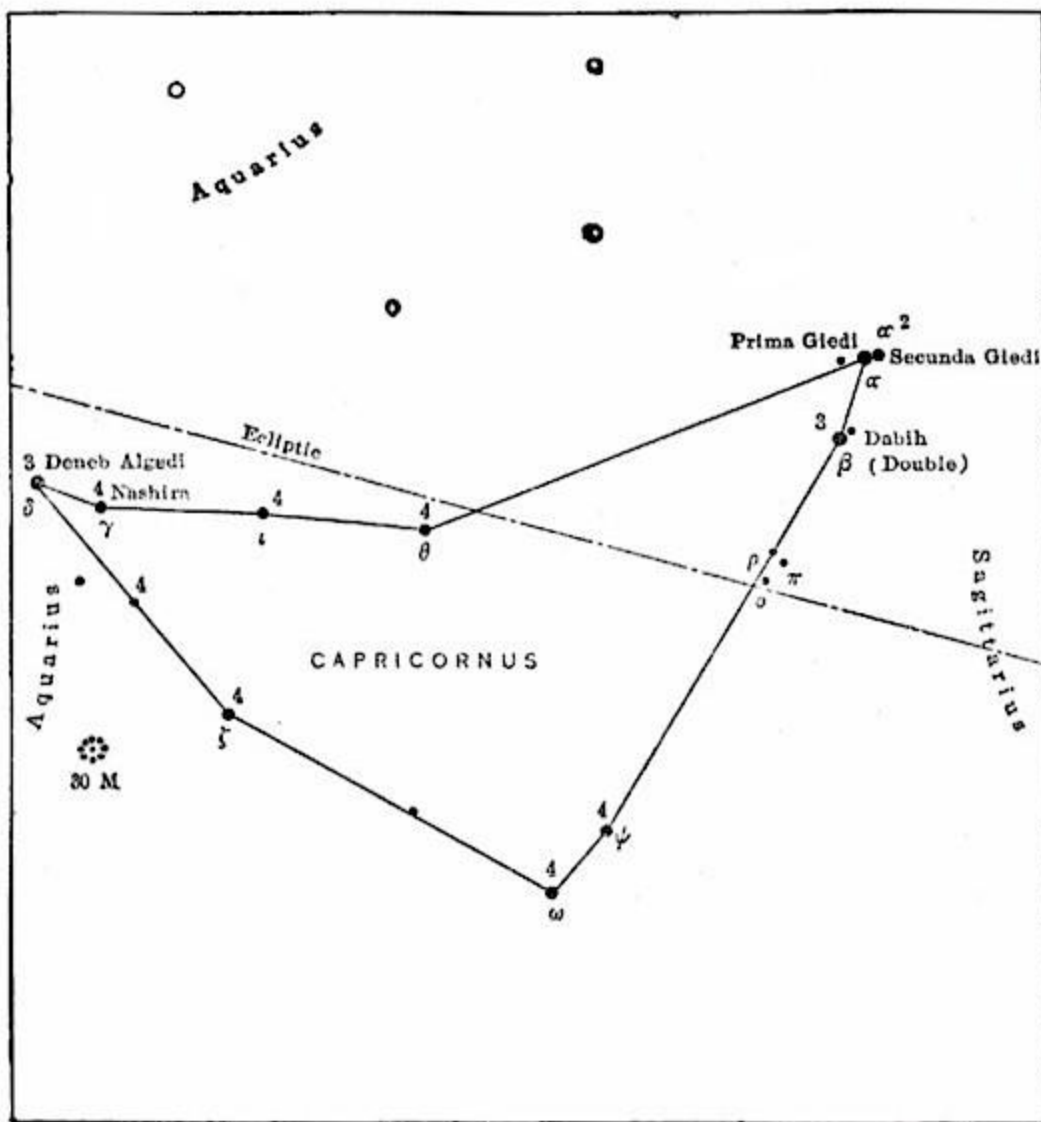 Aquarius
α 2
Prima Giedi
Secunda Giedi
α
Ecliptic
3
Dabih
β (Double)
3 Deneb Algedi
δ
4 Nashira
γ
4
ι
4
θ
ρ
π
ο
Sagittarius
Aquarius
4
CAPRICORNUS
4
ζ
30 M
4
ψ
4
ω